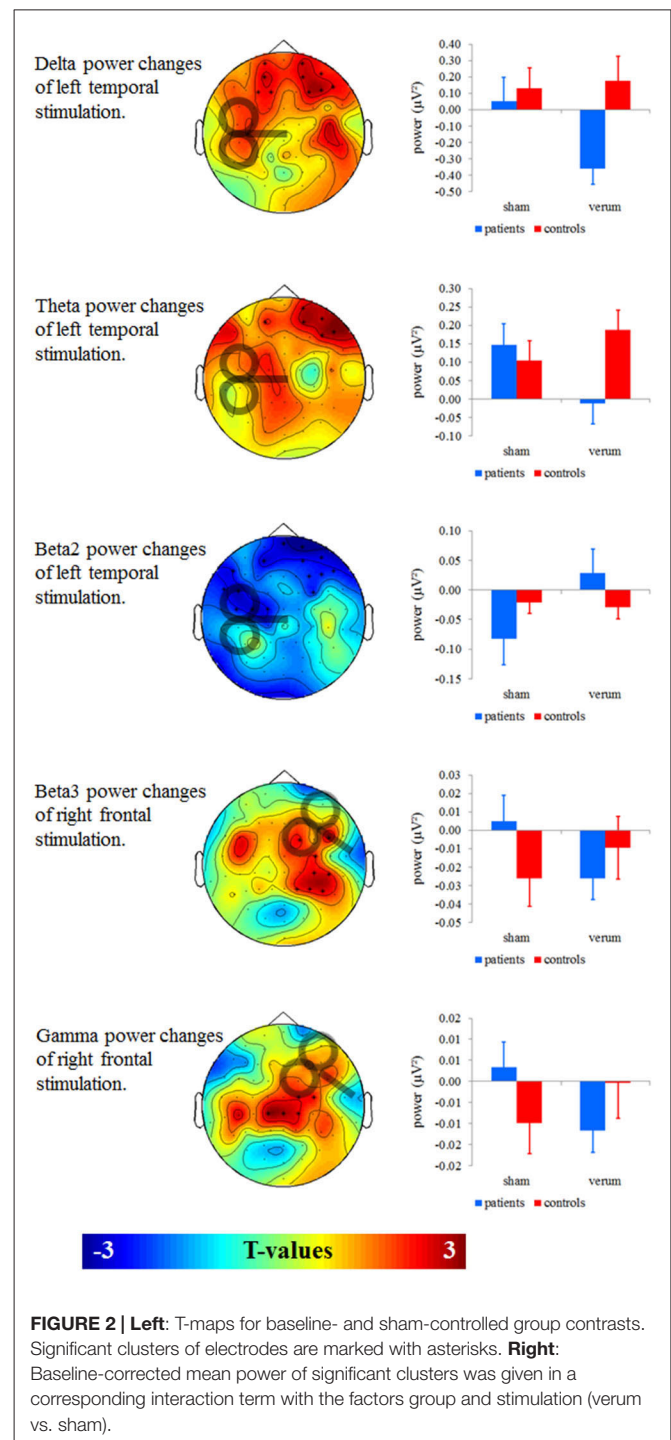 Delta power changes
of left temporal
stimulation.
power (µV²)
0.40
0.30
0.20
0.10
0.00
-0.10
-0.20
-0.30
-0.40
-0.50
sham verum
patients controls
Theta power changes
of left temporal
stimulation.
power (µV²)
0.30
0.25
0.20
0.15
0.10
0.05
0.00
-0.05
-0.10
sham verum
patients controls
Beta2 power changes
of left temporal
stimulation.
power (µV²)
0.10
0.05
0.00
-0.05
-0.10
-0.15
sham verum
patients controls
Beta3 power changes
of right frontal
stimulation.
power (µV²)
0.03
0.02
0.01
0.00
-0.01
-0.03
-0.03
-0.04
-0.05
sham verum
patients controls
Gamma power changes
of right frontal
stimulation.
power (µV²)
0.02
0.01
0.01
0.00
-0.01
-0.01
-0.02
-0.02
sham verum
patients controls
-3 T-values 3
FIGURE 2 | Left: T-maps for baseline- and sham-controlled group contrasts.
Significant clusters of electrodes are marked with asterisks. Right:
Baseline-corrected mean power of significant clusters was given in a
corresponding interaction term with the factors group and stimulation (verum
vs. sham).